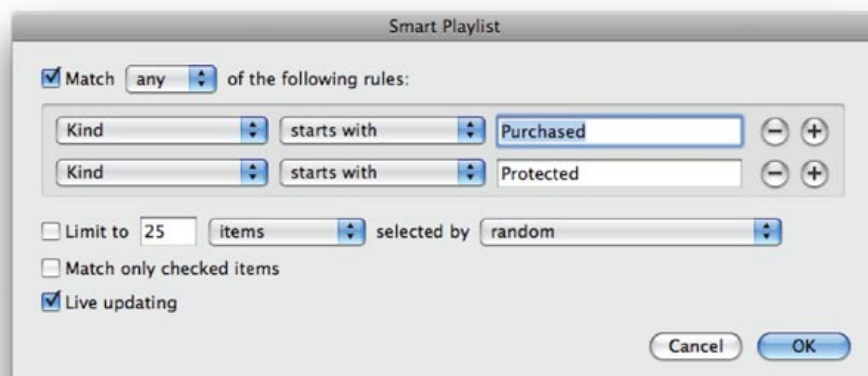 Smart Playlist
Match any of the following rules:
Kind starts with Purchased
Kind starts with Protected
Limit to 25 items selected by random
Match only checked items
Live updating
Cancel OK